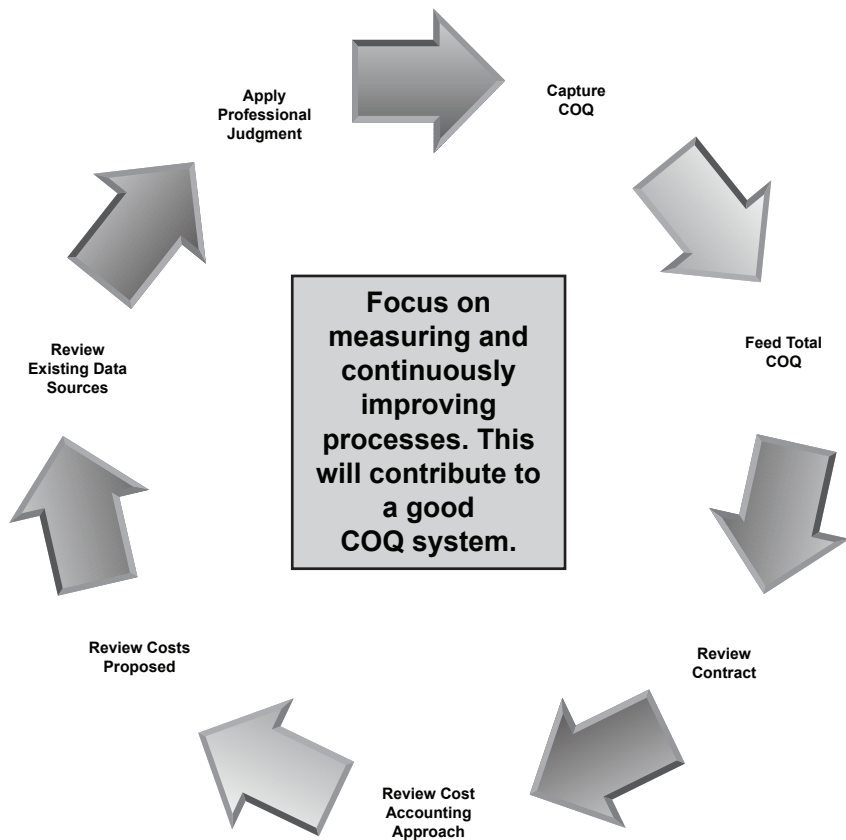 Apply
Professional
Judgment
Capture
COQ
Feed Total
COQ
Review
Contract
Review Cost
Accounting
Approach
Review Costs
Proposed
Review
Existing Data
Sources
Focus on
measuring and
continuously
improving
processes. This
will contribute to
a good
COQ system.